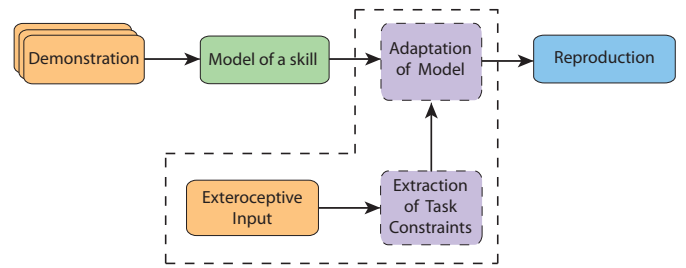 Demonstration
Model of a skill
Adaptation
of Model
Reproduction
Exteroceptive
Input
Extraction
of Task
Constraints